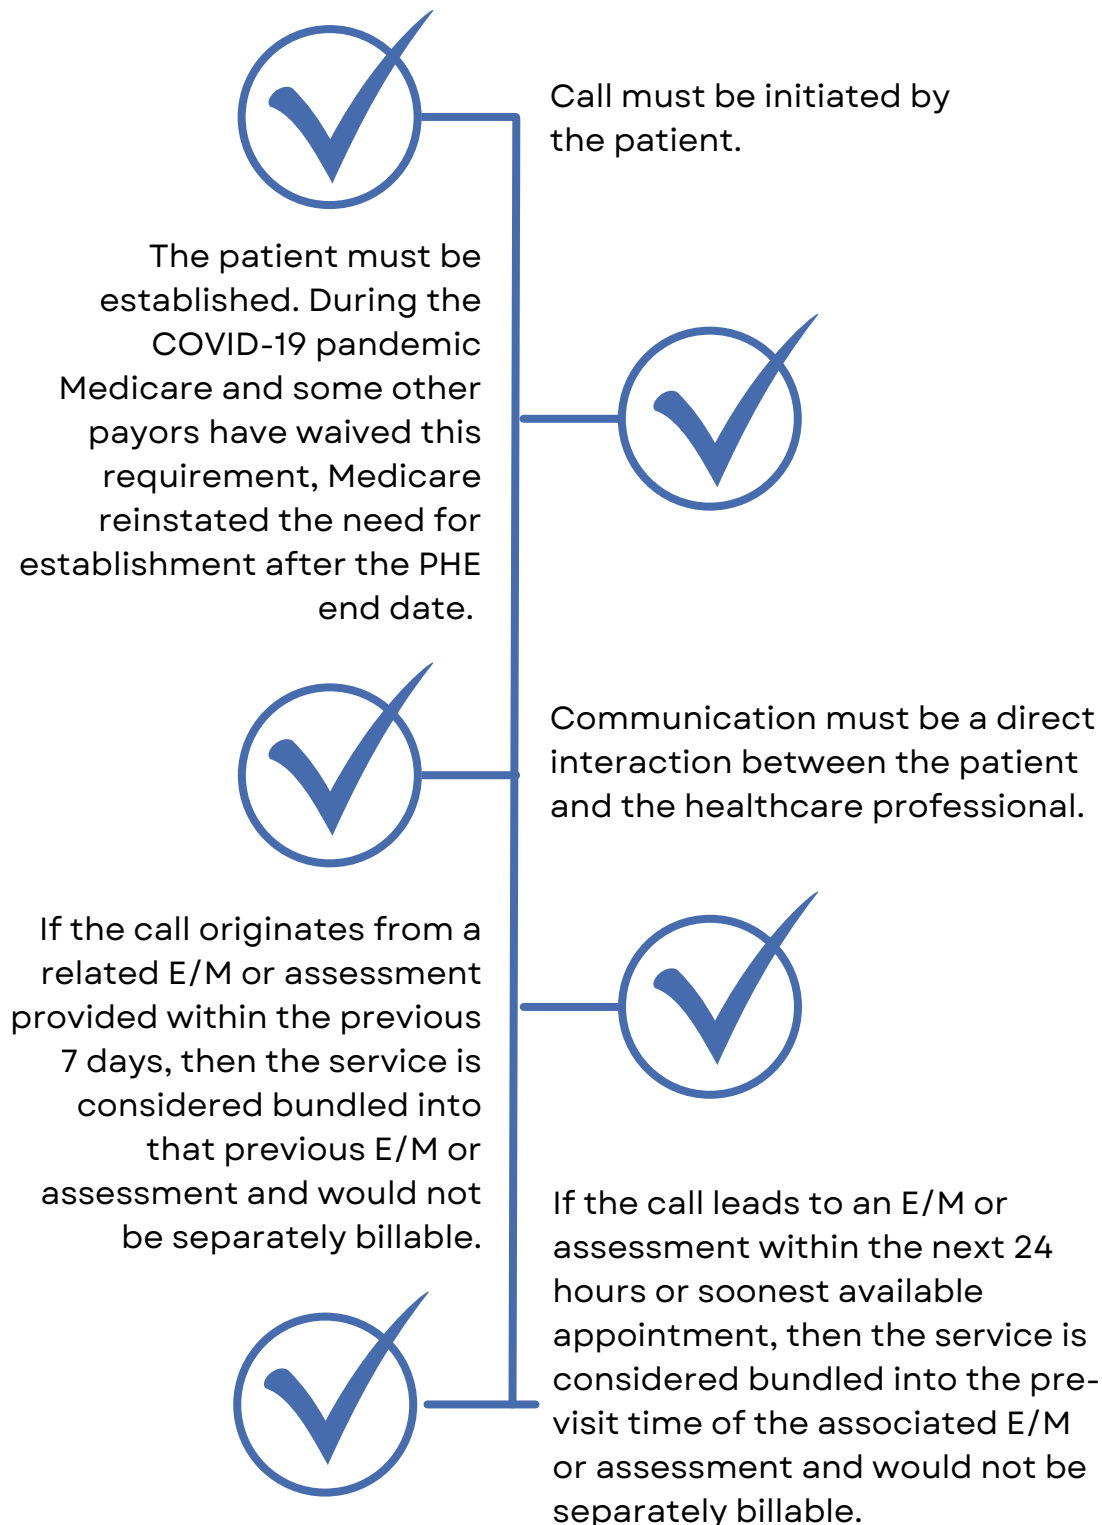 Call must be initiated by
the patient.
The patient must be
established. During the
COVID-19 pandemic
Medicare and some other
payors have waived this
requirement, Medicare
reinstated the need for
establishment after the PHE
end date.
Communication must be a direct
interaction between the patient
and the healthcare professional.
If the call originates from a
related E/M or assessment
provided within the previous
7 days, then the service is
considered bundled into
that previous E/M or
assessment and would not
be separately billable.
If the call leads to an E/M or
assessment within the next 24
hours or soonest available
appointment, then the service is
considered bundled into the pre-
visit time of the associated E/M
or assessment and would not be
separately billable.